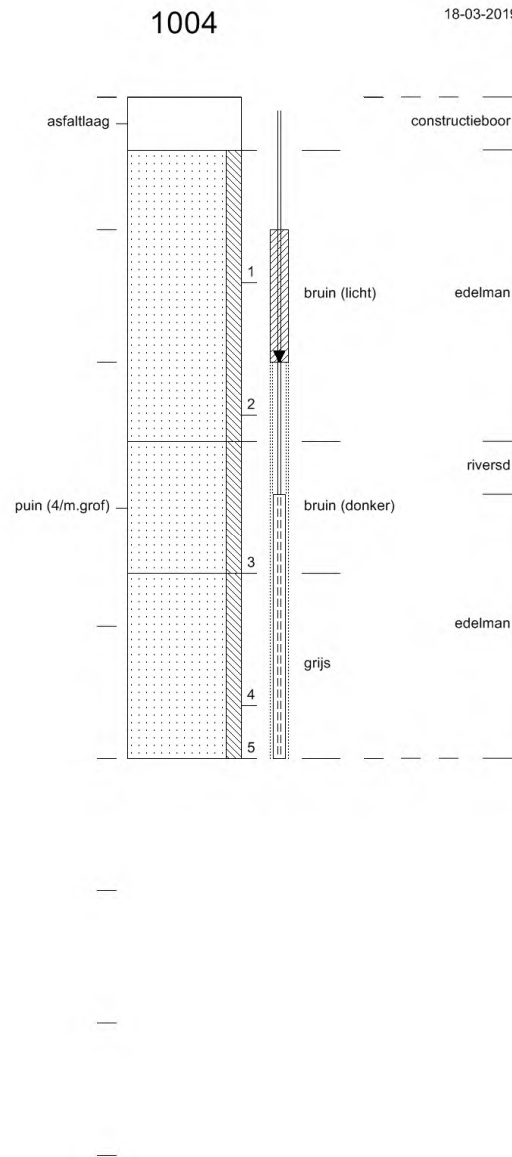 1004
18-03-2019
asfaltlaag
constructieboor
1
bruin (licht)
edelman
2
riversd
puin (4/m.grof)
bruin (donker)
3
edelman
grijs
4
5